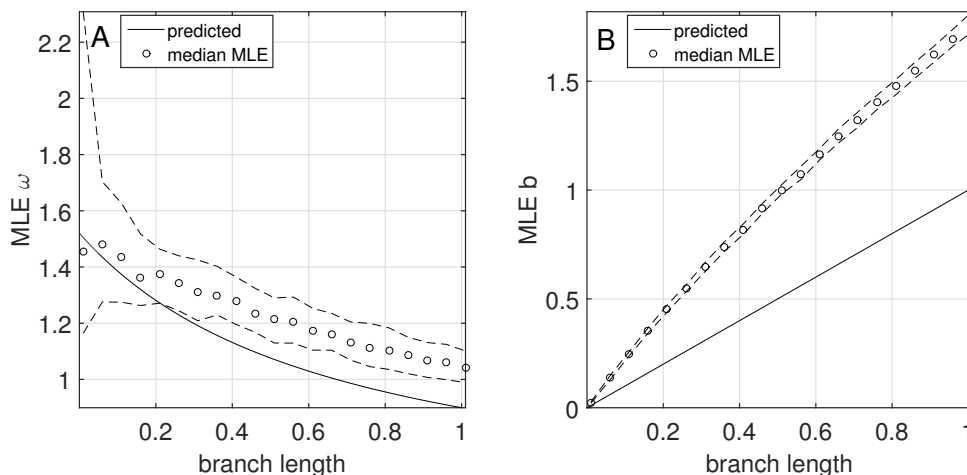 A
predicted
median MLE
2.2
2
1.8
1.6
1.4
1.2
1
MLE ω
0.2 0.4 0.6 0.8 1
branch length
B
predicted
median MLE
1.5
1
0.5
0
MLE b
0.2 0.4 0.6 0.8 1
branch length